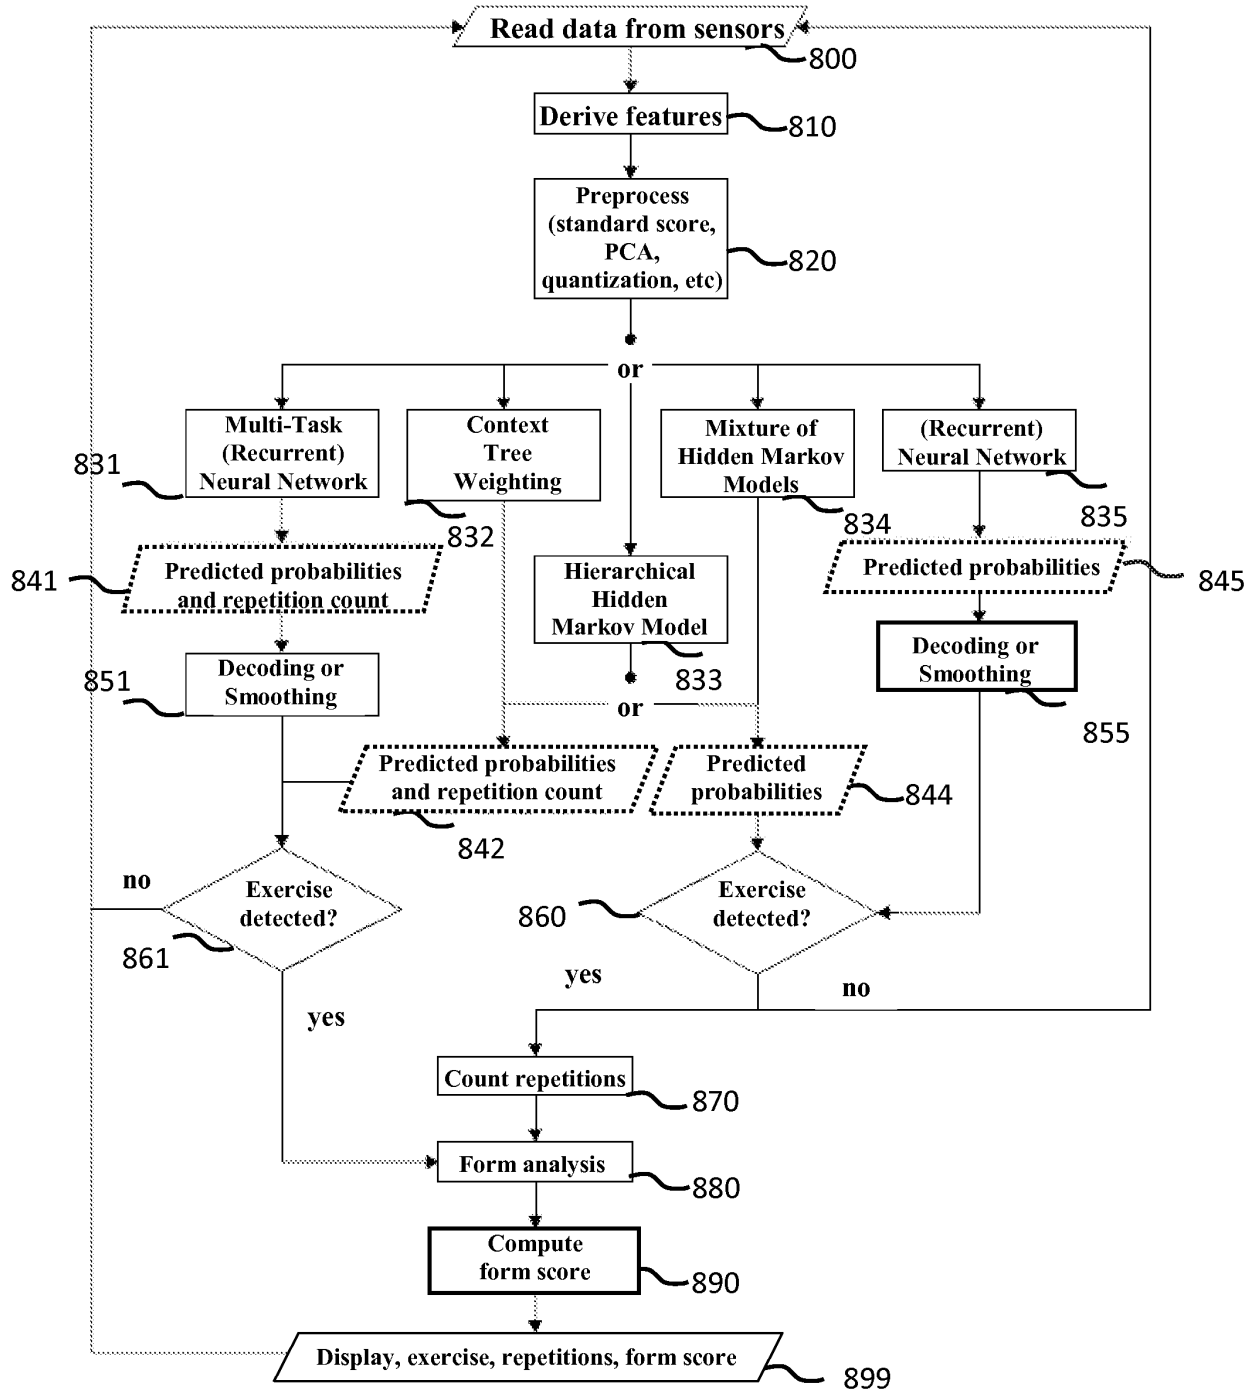 Read data from sensors
800
Derive features
810
Preprocess
(standard score,
PCA,
quantization, etc)
820
or
Multi-Task
(Recurrent)
Neural Network
831
Context
Tree
Weighting
832
Mixture of
Hidden Markov
Models
834
(Recurrent)
Neural Network
835
Predicted probabilities
and repetition count
841
Hierarchical
Hidden
Markov Model
833
Predicted probabilities
845
Decoding or
Smoothing
851
Decoding or
Smoothing
855
or
Predicted probabilities
and repetition count
842
Predicted
probabilities
844
no
Exercise
detected?
861
860
Exercise
detected?
yes
yes
no
Count repetitions
870
Form analysis
880
Compute
form score
890
Display, exercise, repetitions, form score
899